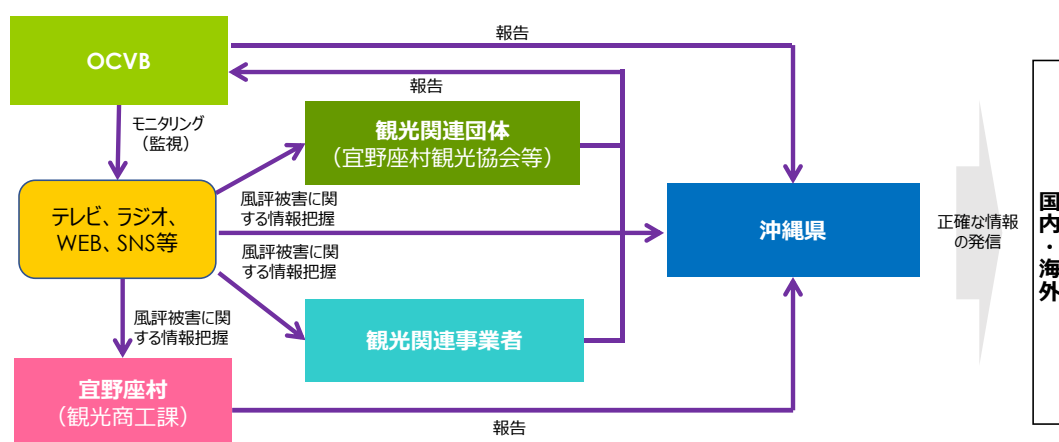 報告
OCVB
報告
モニタリング
（監視）
観光関連団体
（宜野座村観光協会等）
テレビ、ラジオ、
WEB、SNS等
風評被害に関
する情報把握
風評被害に関
する情報把握
沖縄県
正確な情報
の発信
国内・海外
風評被害に関
する情報把握
観光関連事業者
宜野座村
（観光商工課）
報告